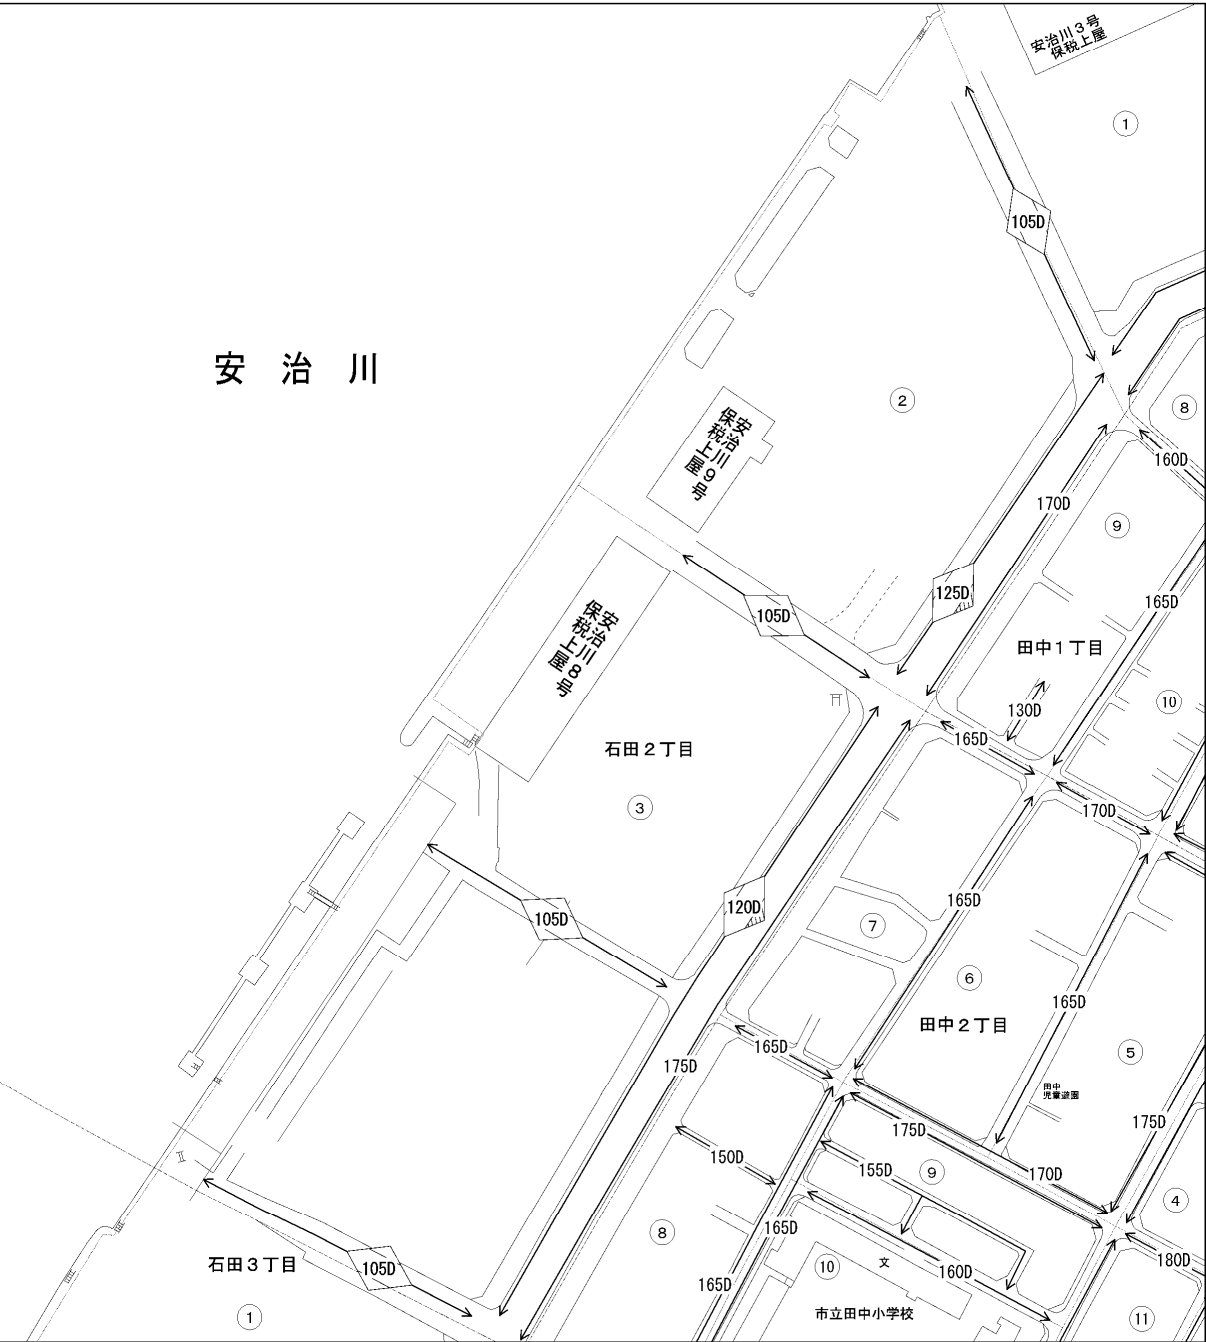 安治川３号
保税上屋
①
105D
安治川
②
⑧
160D
保税上屋
安治川９号
170D
⑨
125D
105D
165D
保税上屋
安治川８号
田中１丁目
130D
⑩
165D
石田２丁目
③
170D
165D
120D
105D
⑦
⑥
165D
田中２丁目
165D
⑤
175D
田中
児童遊園
175D
175D
150D
155D
⑨
170D
④
165D
⑧
石田３丁目
105D
①
165D
⑩
文
160D
180D
市立田中小学校
⑪